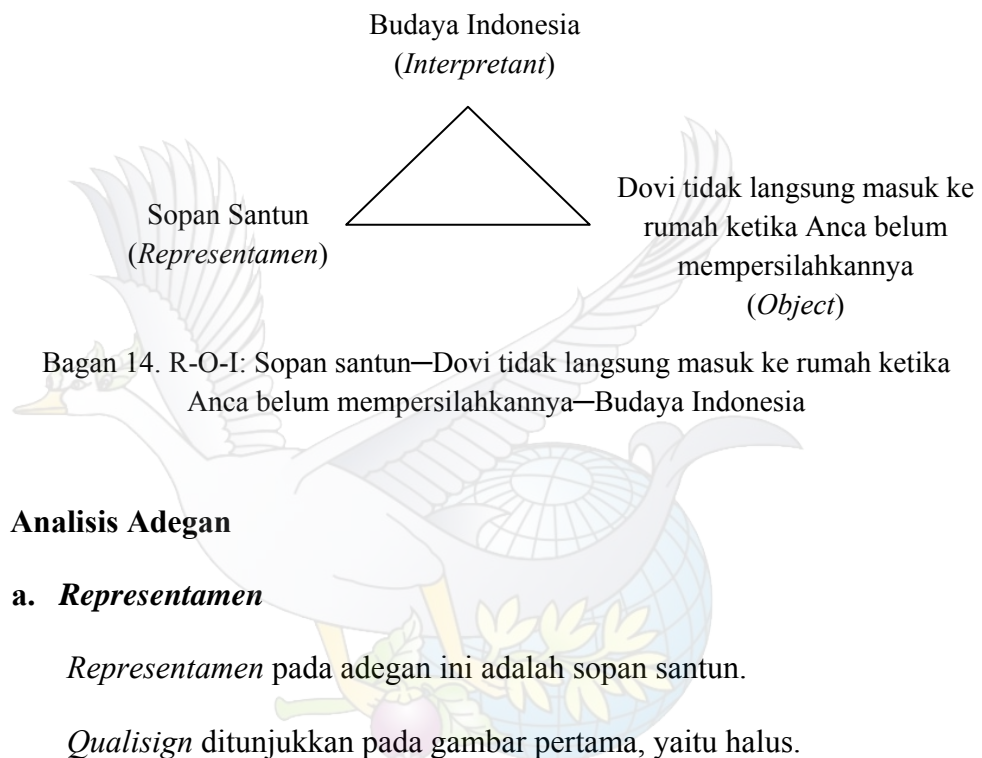 Budaya Indonesia
(Interpretant)
Sopan Santun
(Representamen)
Dovi tidak langsung masuk ke
rumah ketika Anca belum
mempersilahkannya
(Object)
Bagan 14. R-O-I: Sopan santun─Dovi tidak langsung masuk ke rumah ketika
Anca belum mempersilahkannya─Budaya Indonesia
Analisis Adegan
a. Representamen
Representamen pada adegan ini adalah sopan santun.
Qualisign ditunjukkan pada gambar pertama, yaitu halus.